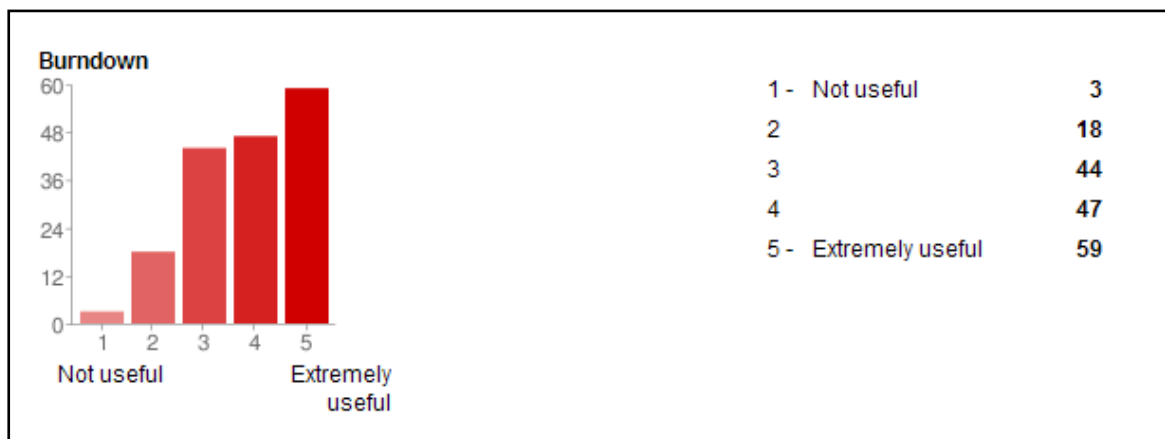 Burndown
60
48
36
24
12
0
1 2 3 4 5
Not useful Extremely
useful
1 - Not useful 3
2 18
3 44
4 47
5 - Extremely useful 59